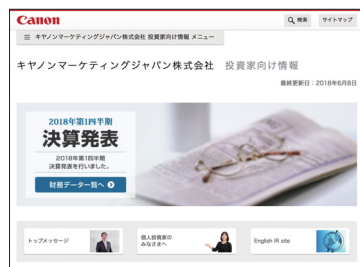 Canon
検索
サイトマップ
キヤノンマーケティングジャパン株式会社 投資家向け情報 メニュー
キヤノンマーケティングジャパン株式会社 投資家向け情報
最終更新日：2018年6月8日
2018年第1四半期
決算発表
2018年第1四半期
決算発表を行いました。
財務データ一覧へ
トップメッセージ
個人投資家の
みなさまへ
English IR site